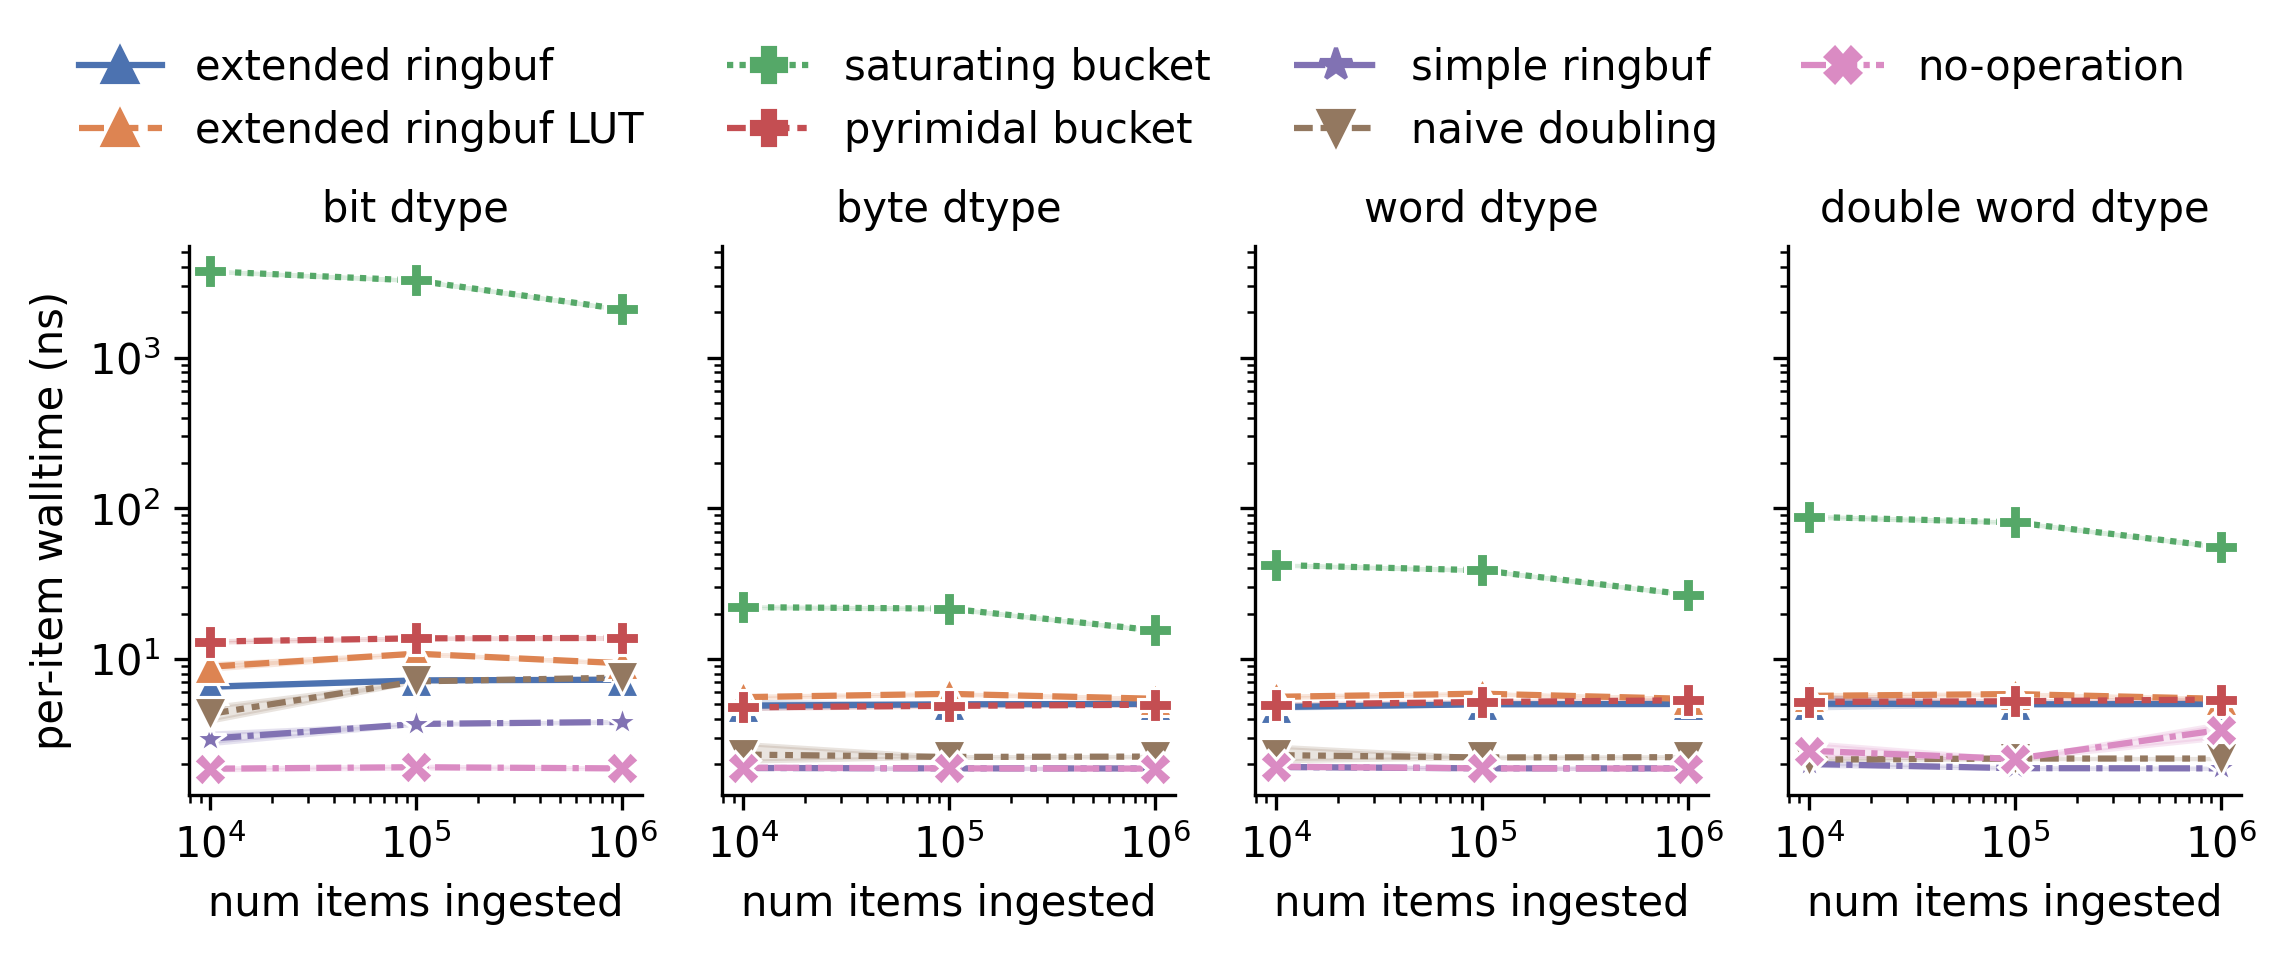 extended ringbuf
extended ringbuf LUT
saturating bucket
pyrimidal bucket
simple ringbuf
naive doubling
no-operation
bit dtype
byte dtype
word dtype
double word dtype
per-item walltime (ns)
10³
10²
10¹
10⁴ 10⁵ 10⁶
10⁴ 10⁵ 10⁶
10⁴ 10⁵ 10⁶
10⁴ 10⁵ 10⁶
num items ingested
num items ingested
num items ingested
num items ingested